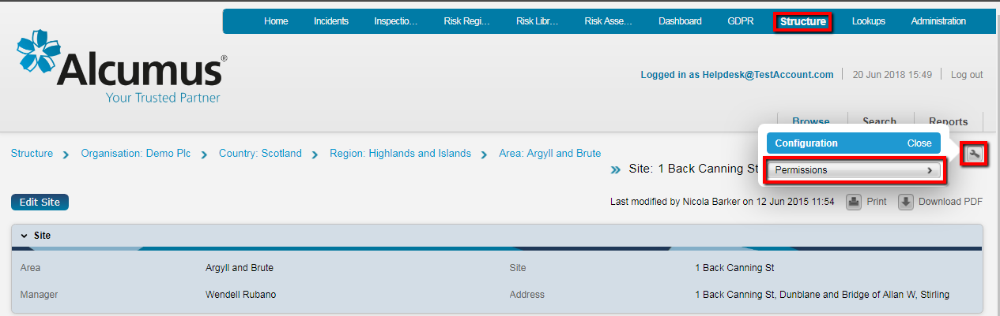 Home Incidents Inspectio... Risk Regi... Risk Libr... Risk Asse... Dashboard GDPR Structure Lookups Administration
Alcumus®
Your Trusted Partner
Logged in as Helpdesk@TestAccount.com 20 Jun 2018 15:49 Log out
Browse Search Reports
Configuration Close
Permissions
Structure Organisation: Demo Plc Country: Scotland Region: Highlands and Islands Area: Argyll and Brute
Site: 1 Back Canning St
Edit Site
Last modified by Nicola Barker on 12 Jun 2015 11:54 Print Download PDF
Site
Area Argyll and Brute Site 1 Back Canning St
Manager Wendell Rubano Address 1 Back Canning St, Dunblane and Bridge of Allan W, Stirling